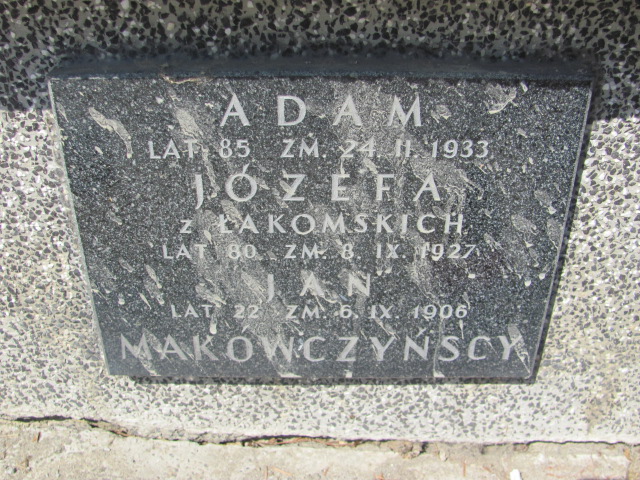 ADAM
LAT 85 ZM. 24.II.1933
JÓZEFA
z ŁAKOMSKICH
LAT 80 ZM. 8.IX.1927
JAN
LAT 22 ZM. 6.IX.1906
MAKOWCZYŃSCY